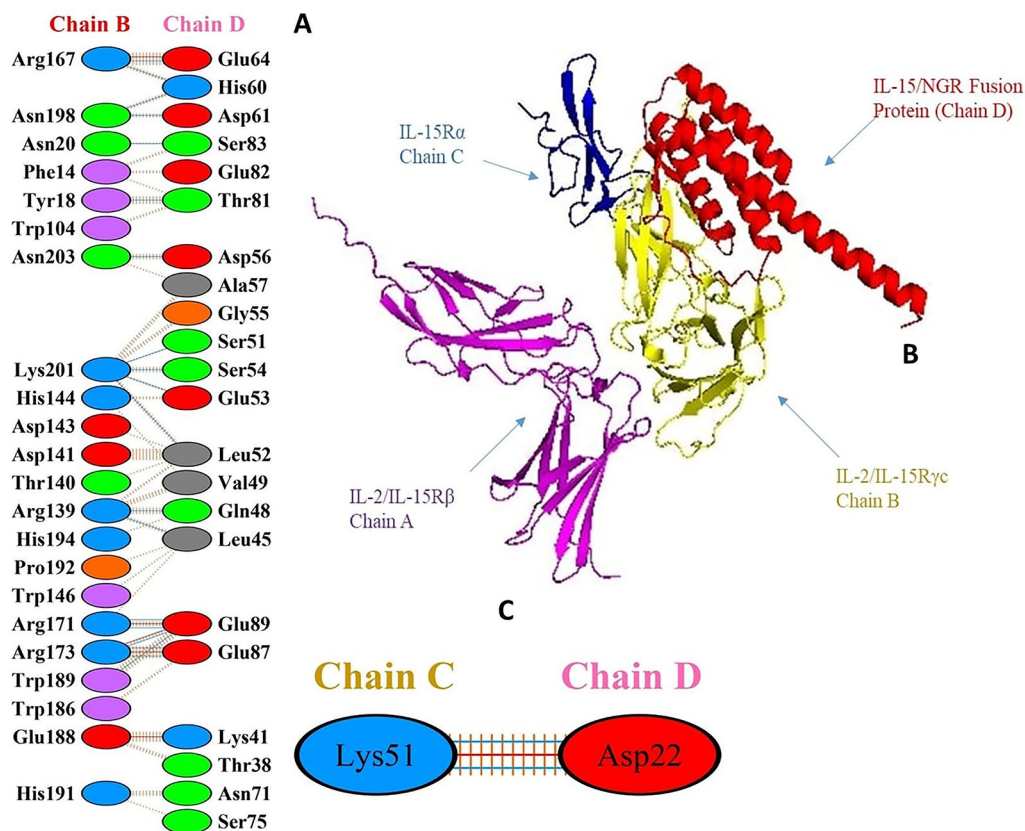 Chain B Chain D
Arg167 Glu64
His60
Asn198 Asp61
Asn20 Ser83
Phe14 Glu82
Tyr18 Thr81
Trp104
Asn203 Asp56
Ala57
Gly55
Ser51
Lys201 Ser54
His144 Glu53
Asp143
Asp141 Leu52
Thr140 Val49
Arg139 Gln48
His194 Leu45
Pro192
Trp146
Arg171 Glu89
Arg173 Glu87
Trp189
Trp186
Glu188 Lys41
Thr38
His191 Asn71
Ser75
A
IL-15Rα
Chain C
IL-15/NGR Fusion
Protein (Chain D)
B
IL-2/IL-15Rβ
Chain A
IL-2/IL-15Rγc
Chain B
C
Chain C Chain D
Lys51 Asp22